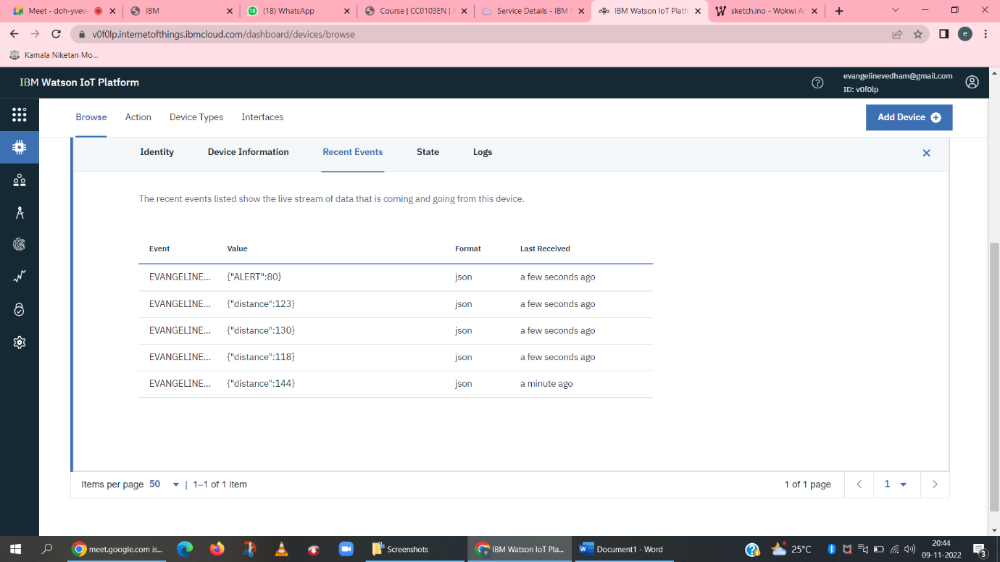 Meet - doh-yvev-
IBM
(18) WhatsApp
Course | CC0103EN |
Service Details - IBM
IBM Watson IoT Platfo
sketch.ino - Wokwi Ar
v0f0lp.internetofthings.ibmcloud.com/dashboard/devices/browse
e
Kamala Niketan Mo...
IBM Watson IoT Platform
evangelinevedham@gmail.com
ID: v0f0lp
Browse Action Device Types Interfaces
Add Device
Identity Device Information Recent Events State Logs
The recent events listed show the live stream of data that is coming and going from this device.
Event Value Format Last Received
EVANGELINE... {"ALERT":80} json a few seconds ago
EVANGELINE... {"distance":123} json a few seconds ago
EVANGELINE... {"distance":130} json a few seconds ago
EVANGELINE... {"distance":118} json a few seconds ago
EVANGELINE... {"distance":144} json a minute ago
Items per page 50 | 1–1 of 1 item
1 of 1 page
1
meet.google.com is...
Screenshots
IBM Watson IoT Pla...
Document1 - Word
25°C
20:44
09-11-2022
3